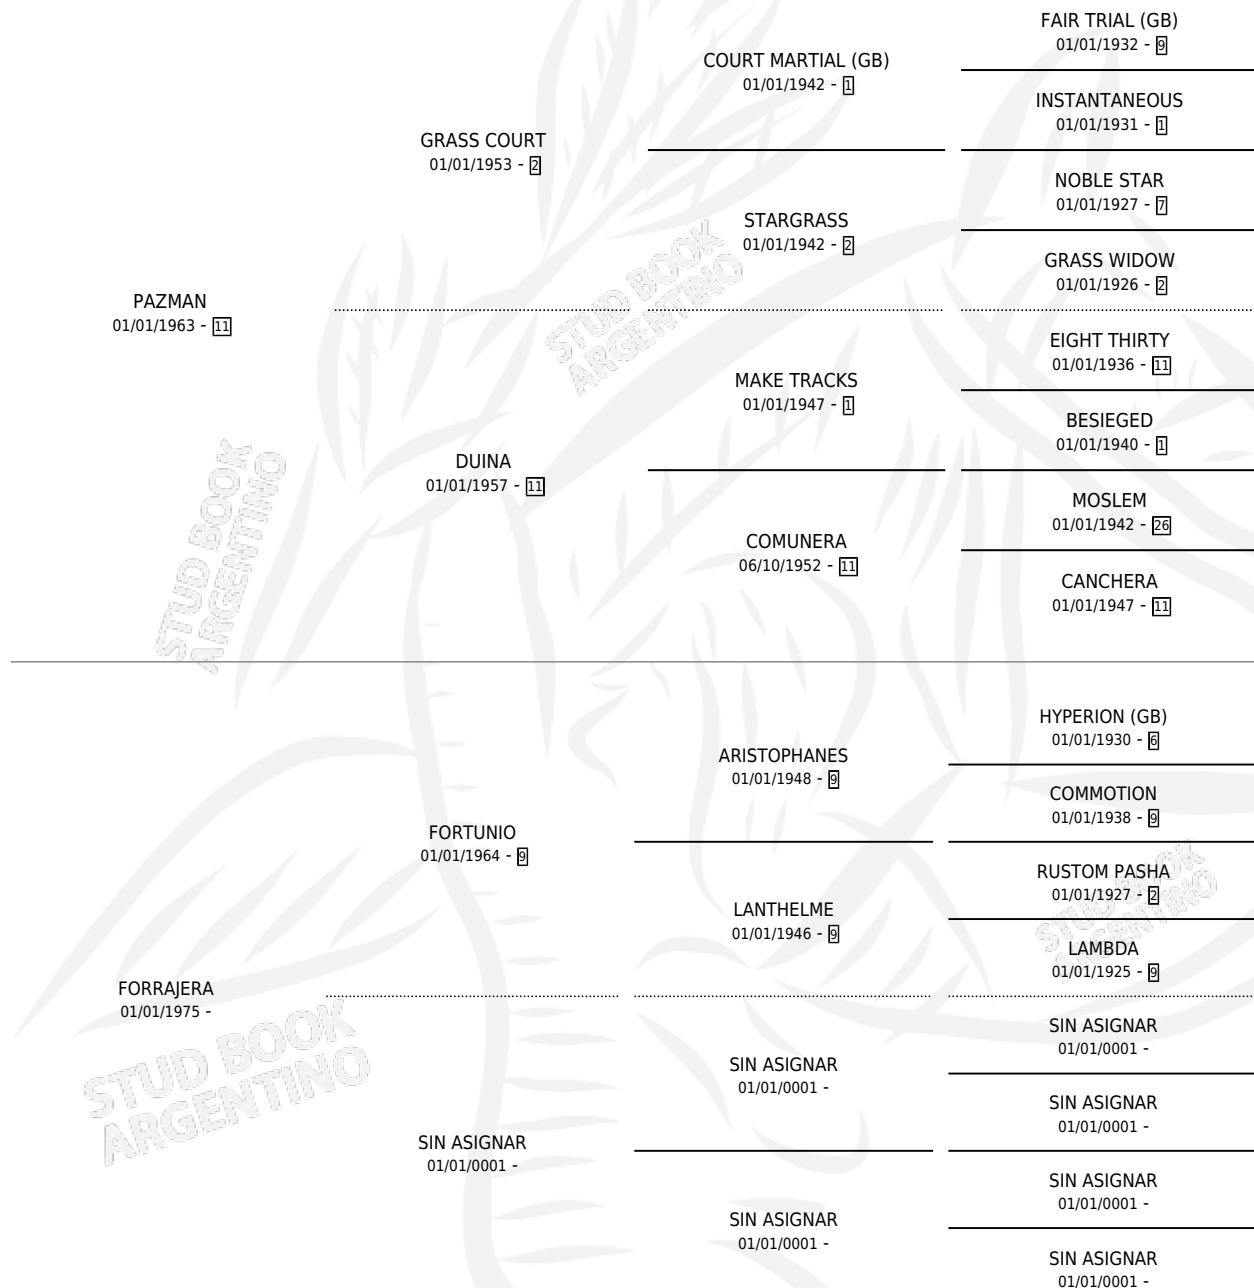 FAIR TRIAL (GB)
01/01/1932 - 9
COURT MARTIAL (GB)
01/01/1942 - 1
INSTANTANEOUS
01/01/1931 - 1
GRASS COURT
01/01/1953 - 2
NOBLE STAR
01/01/1927 - 7
STARGRASS
01/01/1942 - 2
GRASS WIDOW
01/01/1926 - 2
PAZMAN
01/01/1963 - 11
EIGHT THIRTY
01/01/1936 - 11
MAKE TRACKS
01/01/1947 - 1
BESIEGED
01/01/1940 - 1
DUINA
01/01/1957 - 11
MOSLEM
01/01/1942 - 26
COMUNERA
06/10/1952 - 11
CANCHERA
01/01/1947 - 11
HYPERION (GB)
01/01/1930 - 6
ARISTOPHANES
01/01/1948 - 9
COMMOTION
01/01/1938 - 9
FORTUNIO
01/01/1964 - 9
RUSTOM PASHA
01/01/1927 - 2
LANTHELME
01/01/1946 - 9
LAMBDA
01/01/1925 - 9
FORRAJERA
01/01/1975 -
SIN ASIGNAR
01/01/0001 -
SIN ASIGNAR
01/01/0001 -
SIN ASIGNAR
01/01/0001 -
SIN ASIGNAR
01/01/0001 -
SIN ASIGNAR
01/01/0001 -
SIN ASIGNAR
01/01/0001 -
SIN ASIGNAR
01/01/0001 -
STUD BOOK
ARGENTINO
STUD BOOK
ARGENTINO
STUD BOOK
ARGENTINO
STUD BOOK
ARGENTINO